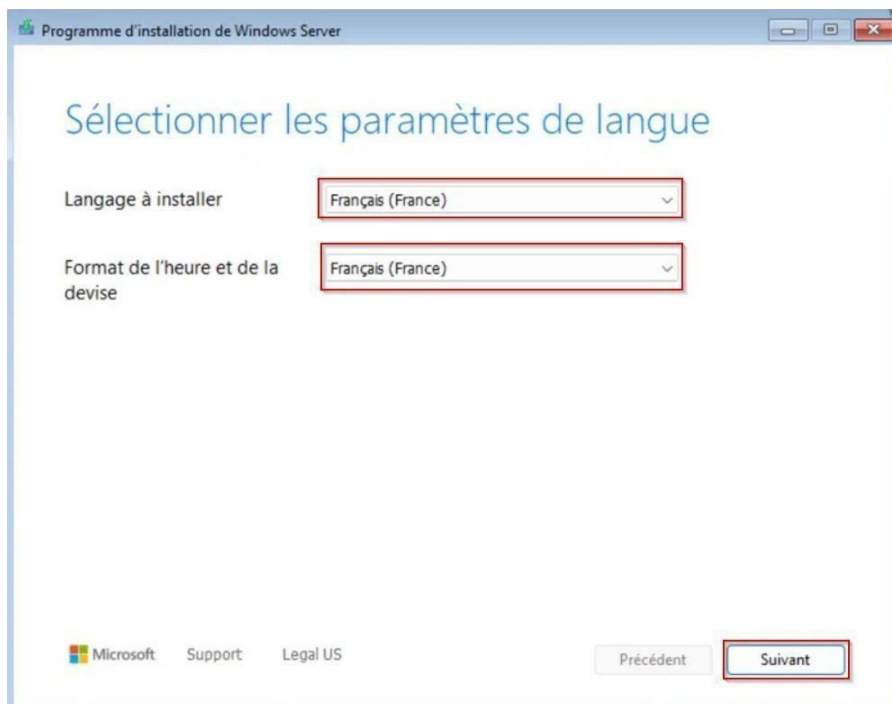 Programme d'installation de Windows Server
Sélectionner les paramètres de langue
Langage à installer
Français (France)
Format de l'heure et de la
devise
Français (France)
Microsoft Support Legal US
Précédent Suivant